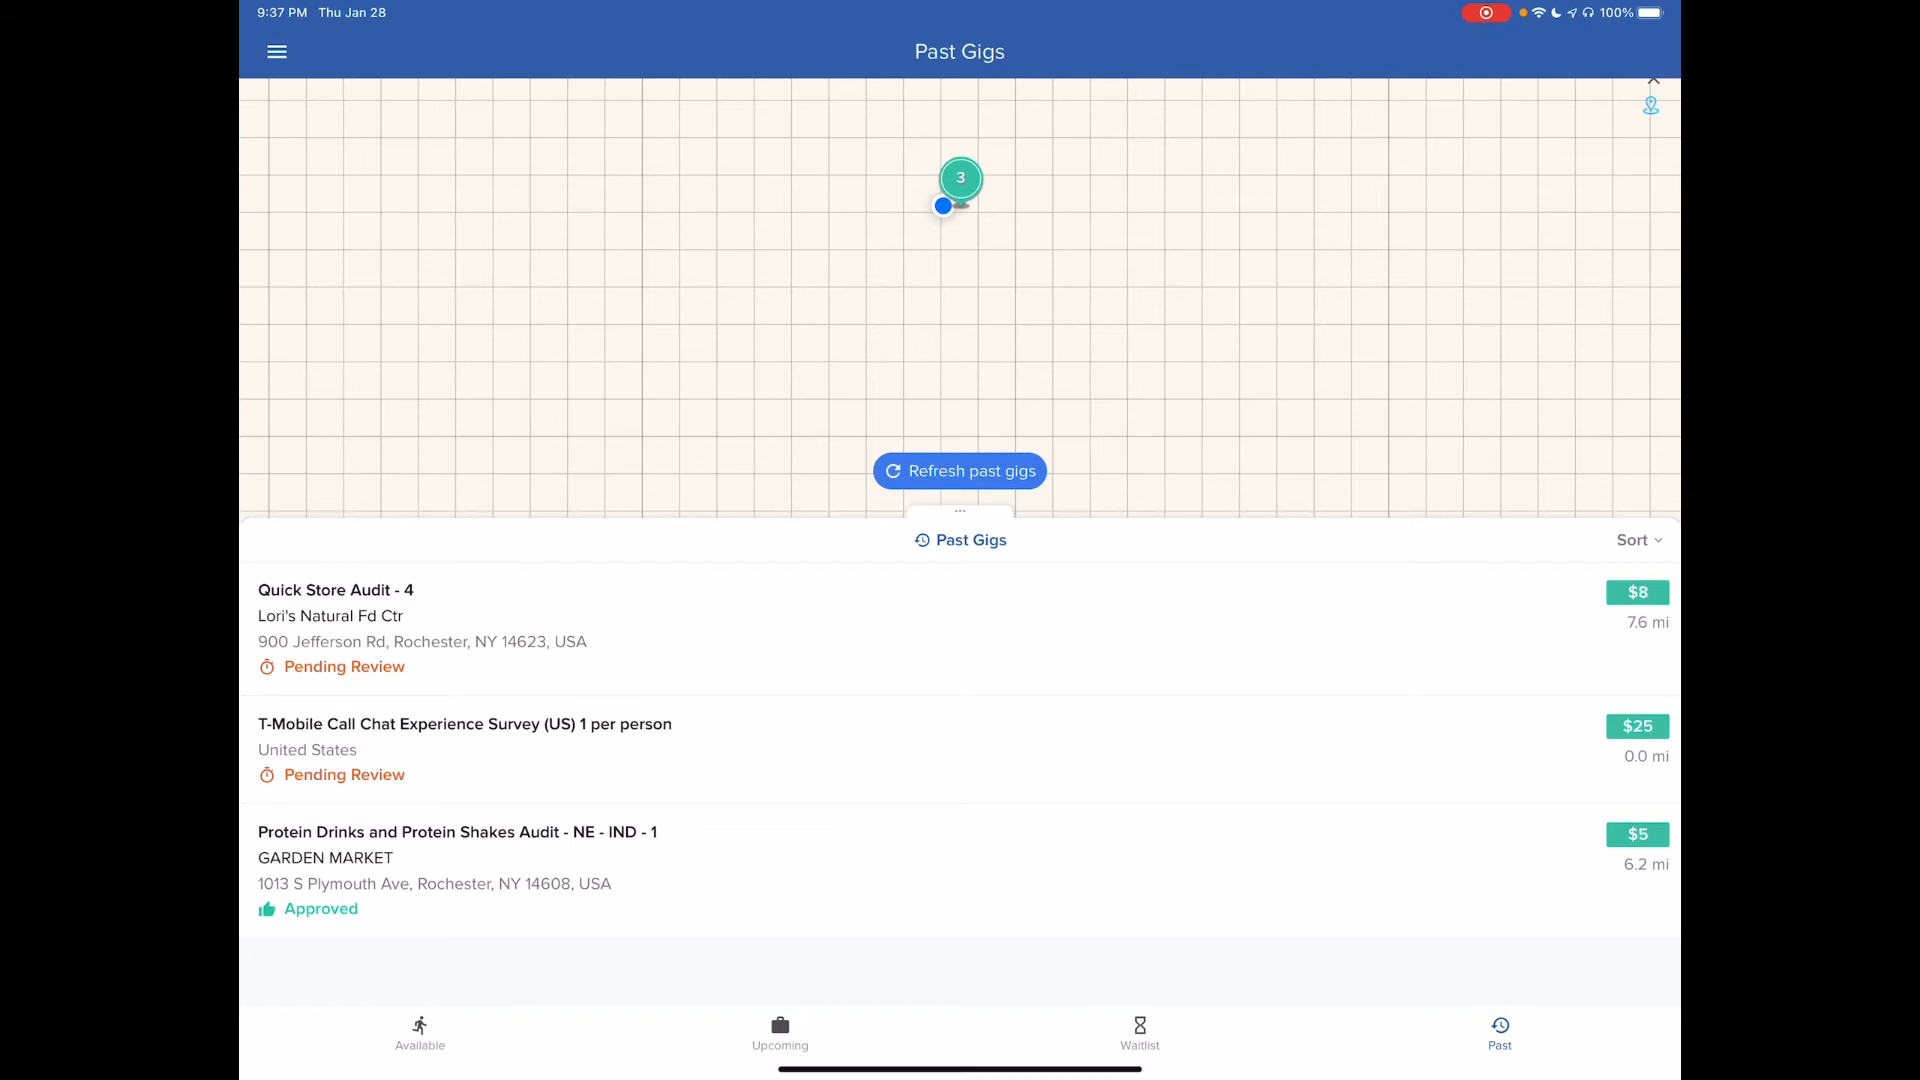 9:37 PM Thu Jan 28
100%
Past Gigs
3
Refresh past gigs
Past Gigs
Sort
Quick Store Audit - 4
$8
Lori's Natural Fd Ctr
7.6 mi
900 Jefferson Rd, Rochester, NY 14623, USA
Pending Review
T-Mobile Call Chat Experience Survey (US) 1 per person
$25
United States
0.0 mi
Pending Review
Protein Drinks and Protein Shakes Audit - NE - IND - 1
$5
GARDEN MARKET
6.2 mi
1013 S Plymouth Ave, Rochester, NY 14608, USA
Approved
Available
Upcoming
Waitlist
Past